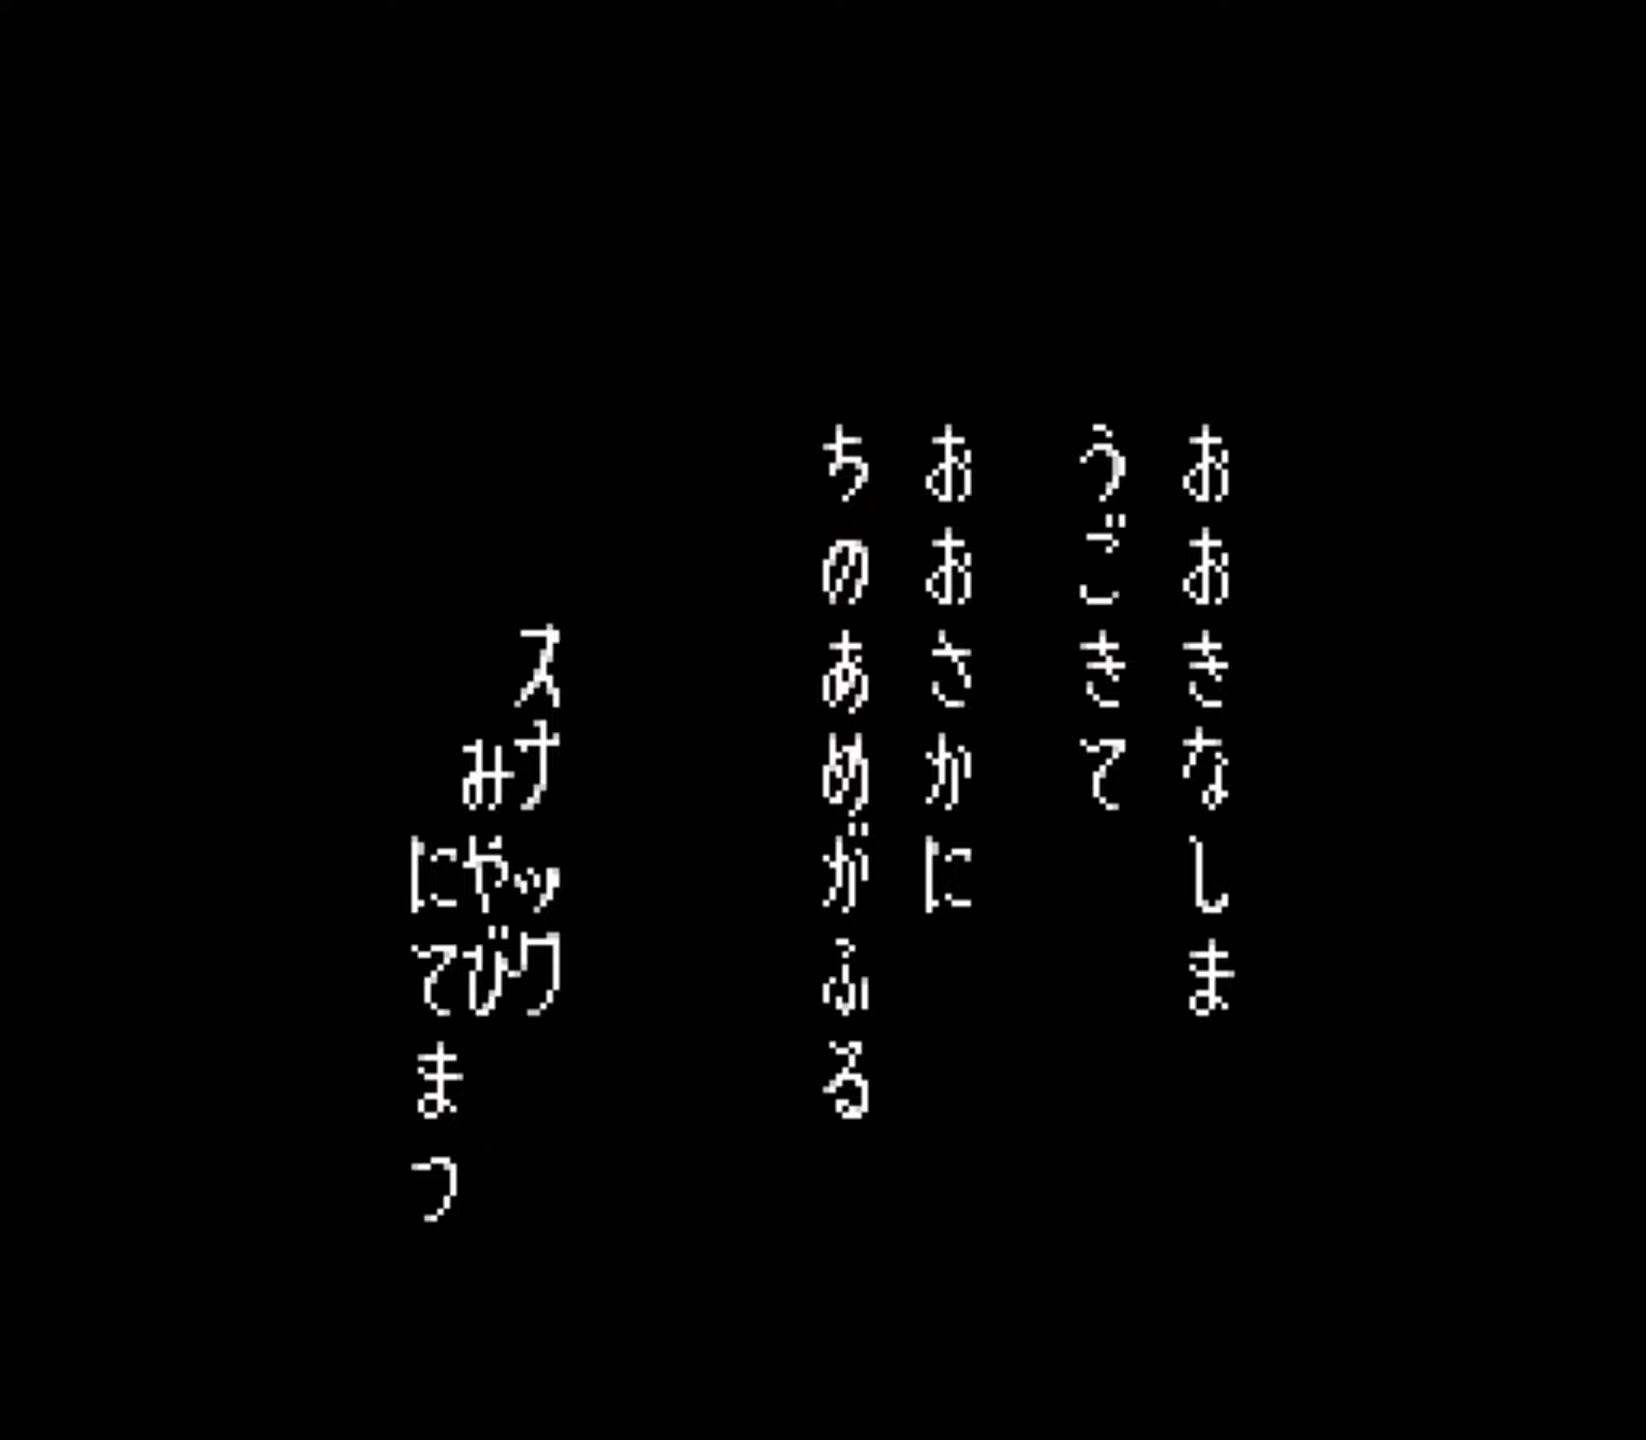 おおきなしま
うごきて
おおさかに
ちのあめがふる
スナック
みやび
にてまつ